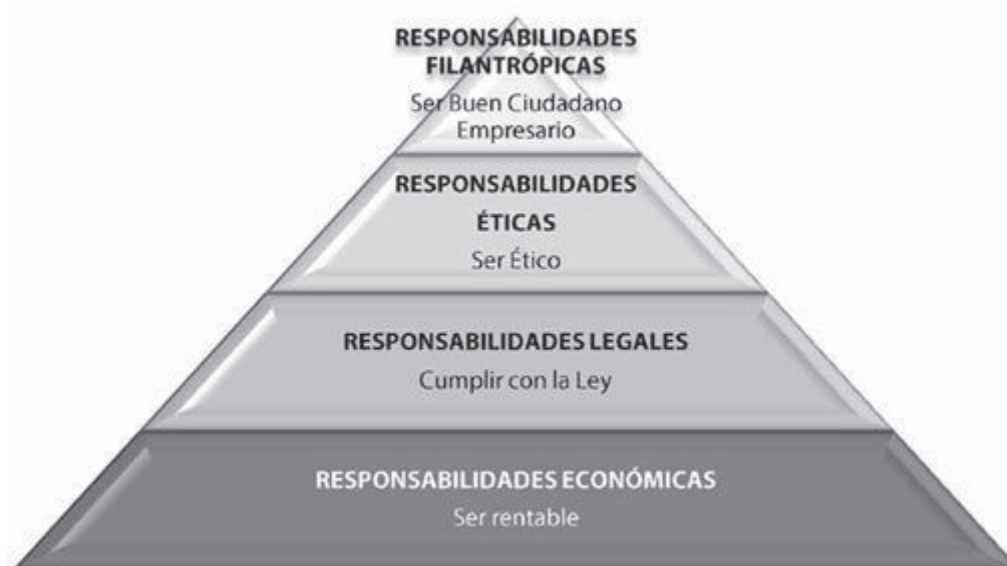 RESPONSABILIDADES
FILANTRÓPICAS
Ser Buen Ciudadano
Empresario
RESPONSABILIDADES
ÉTICAS
Ser Ético
RESPONSABILIDADES LEGALES
Cumplir con la Ley
RESPONSABILIDADES ECONÓMICAS
Ser rentable